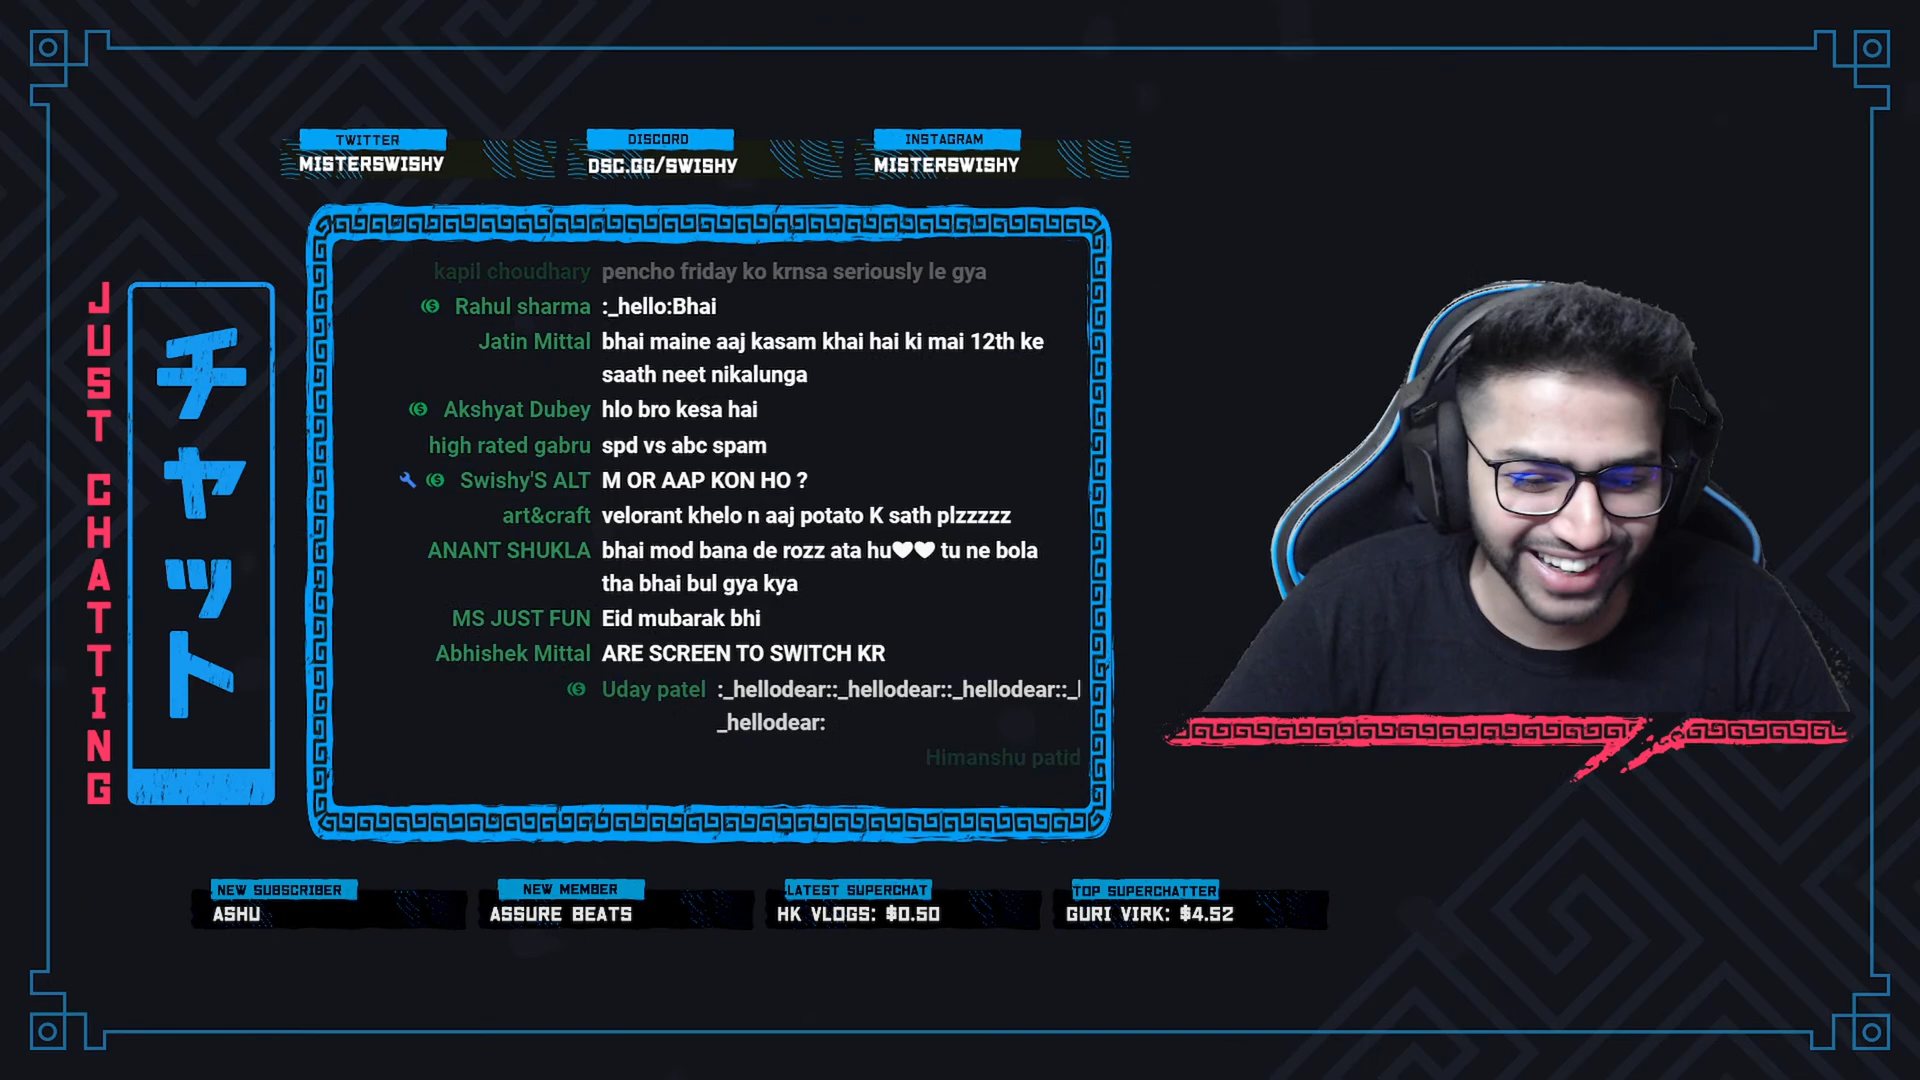 TWITTER
MISTERSWISHY
DISCORD
DSC.GG/SWISHY
INSTAGRAM
MISTERSWISHY
JUST CHATTING
チャット
kapil choudhary pencho friday ko krnsa seriously le gya
Rahul sharma :_hello:Bhai
Jatin Mittal bhai maine aaj kasam khai hai ki mai 12th ke
saath neet nikalunga
Akshyat Dubey hlo bro kesa hai
high rated gabru spd vs abc spam
Swishy'S ALT M OR AAP KON HO ?
art&craft velorant khelo n aaj potato K sath plzzzzz
ANANT SHUKLA bhai mod bana de rozz ata hu🤍🤍 tu ne bola
tha bhai bul gya kya
MS JUST FUN Eid mubarak bhi
Abhishek Mittal ARE SCREEN TO SWITCH KR
Uday patel :_hellodear::_hellodear::_hellodear::_
_hellodear:
Himanshu patid
NEW SUBSCRIBER
ASHU
NEW MEMBER
ASSURE BEATS
LATEST SUPERCHAT
HK VLOGS: $0.50
TOP SUPERCHATTER
GURI VIRK: $4.52